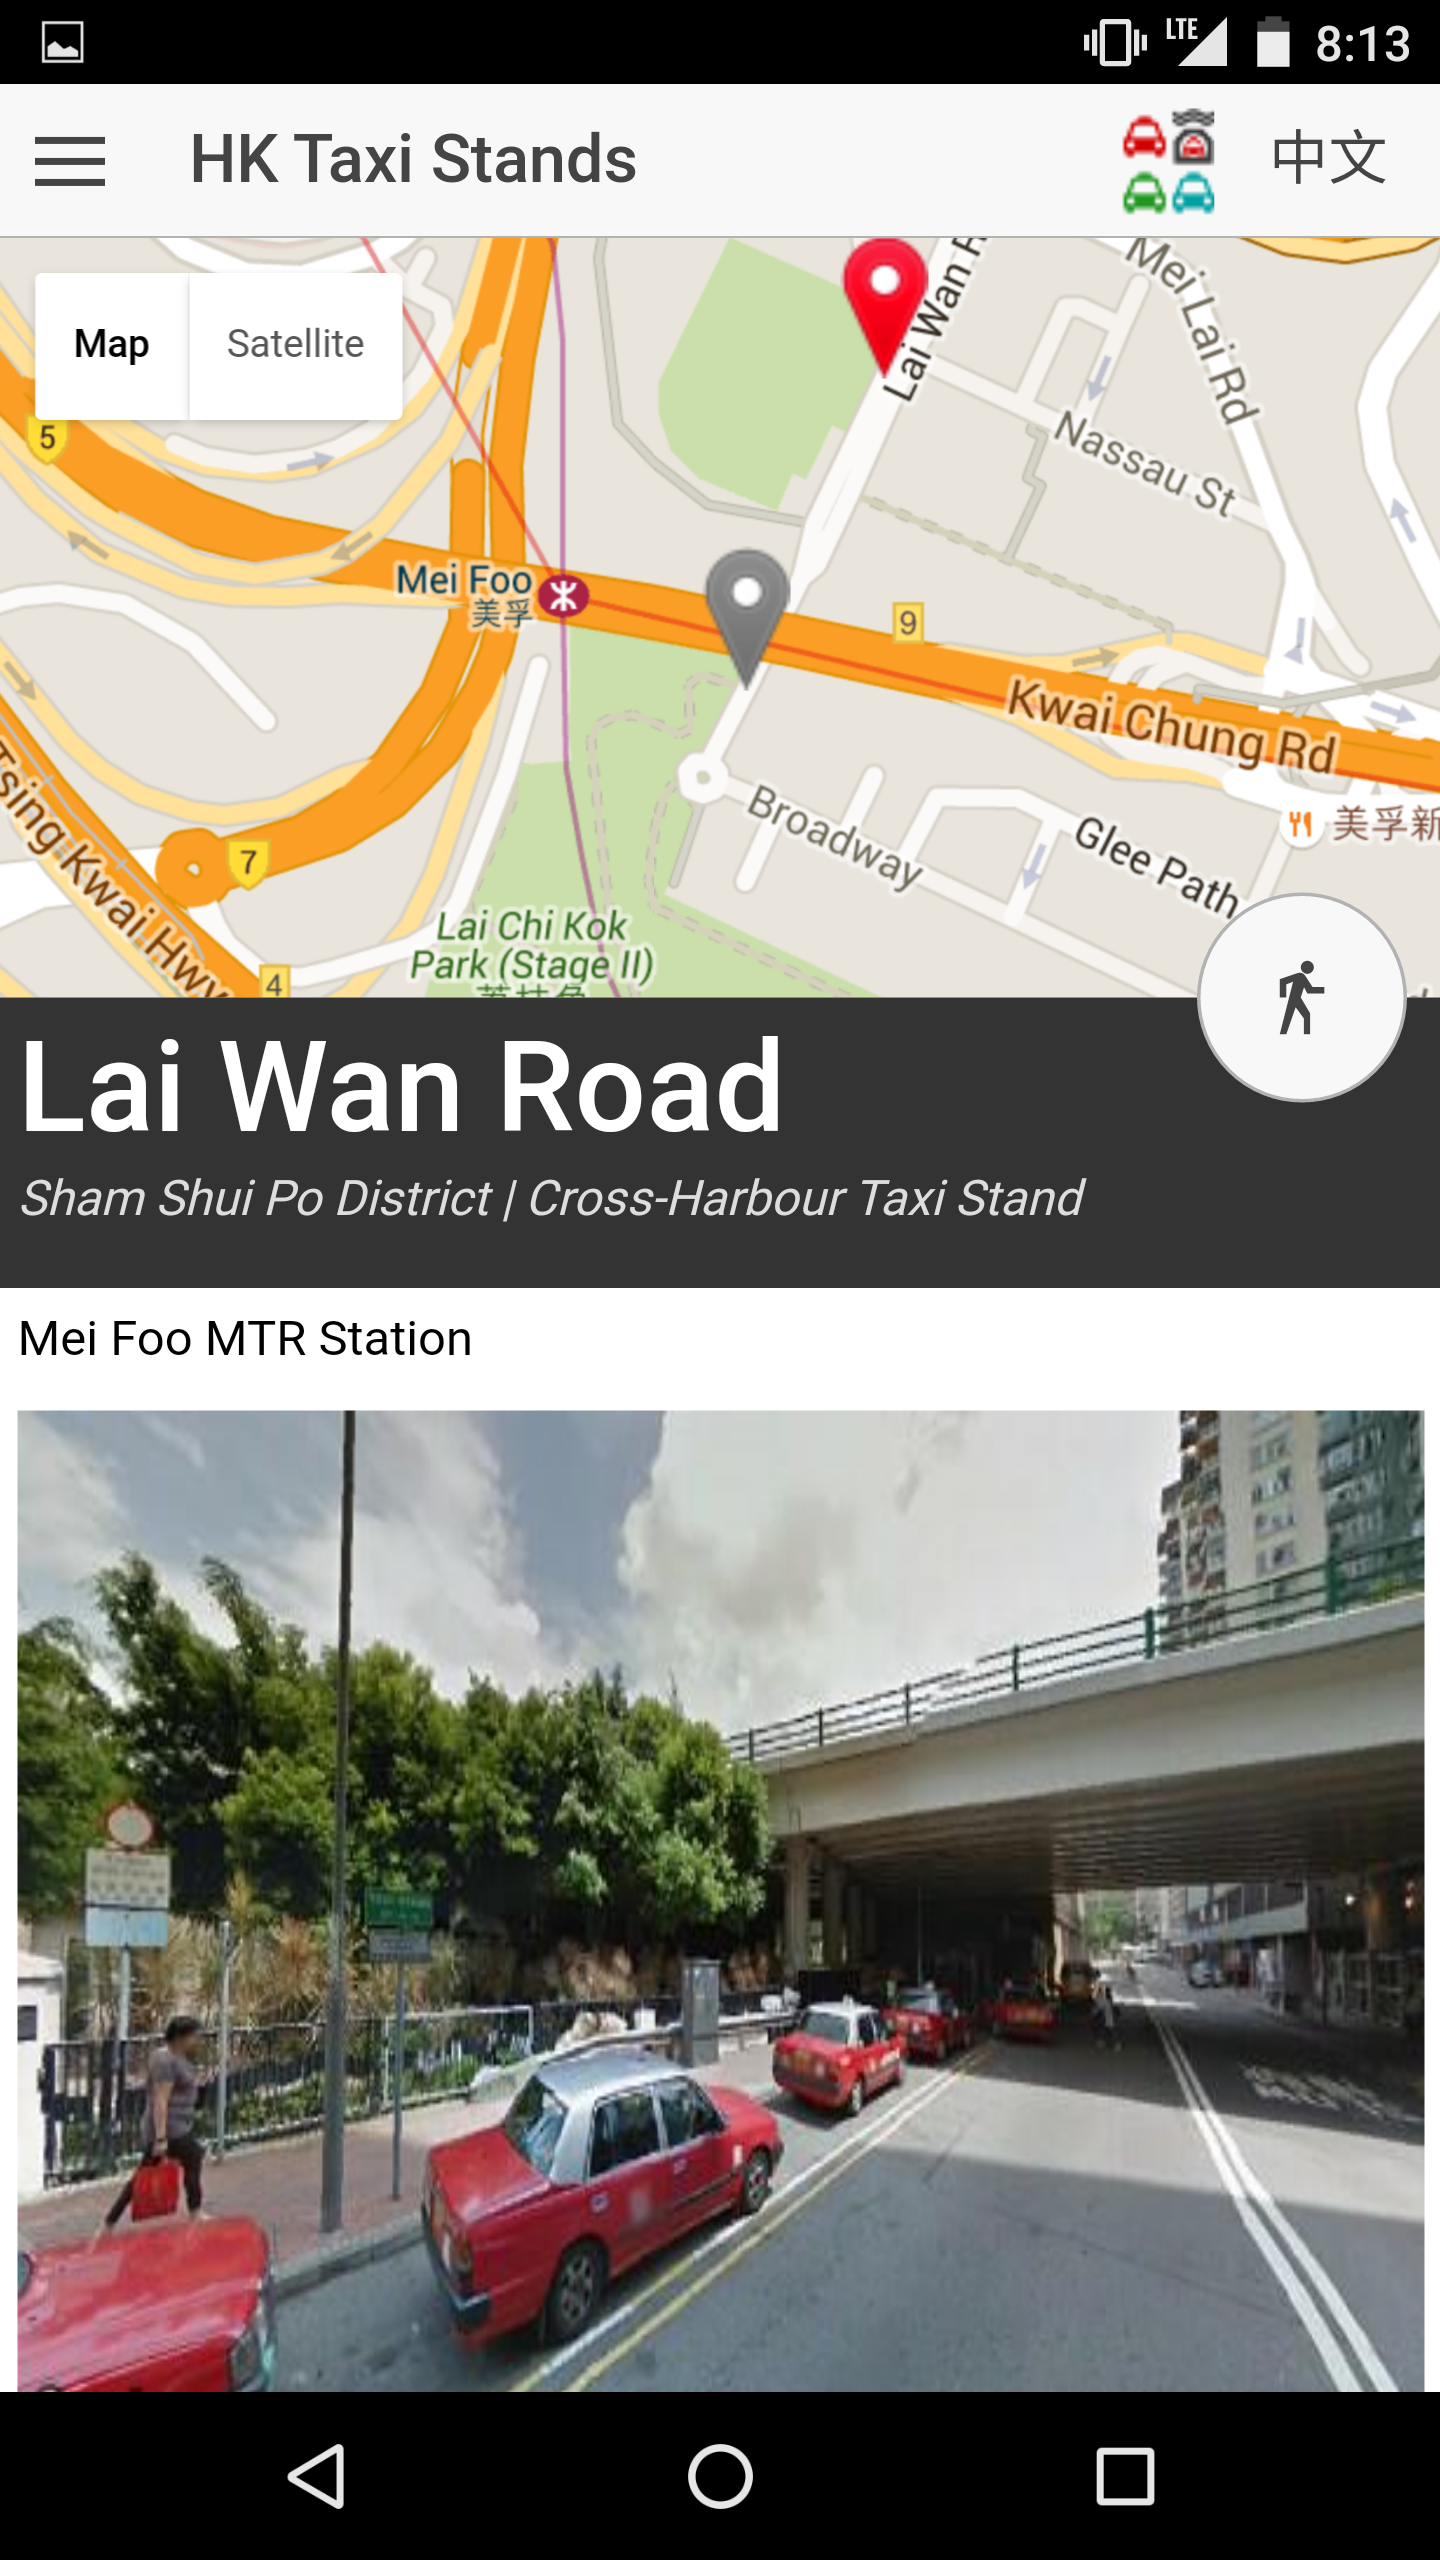 LTE 8:13
HK Taxi Stands 中文
Map Satellite
Lai Wan R
Mei Lai Rd
5
Nassau St
Mei Foo
美孚
9
Kwai Chung Rd
Tsing Kwai Hwy
7
Broadway
Glee Path
美孚新
Lai Chi Kok
Park (Stage II)
4
Lai Wan Road
Sham Shui Po District | Cross-Harbour Taxi Stand
Mei Foo MTR Station